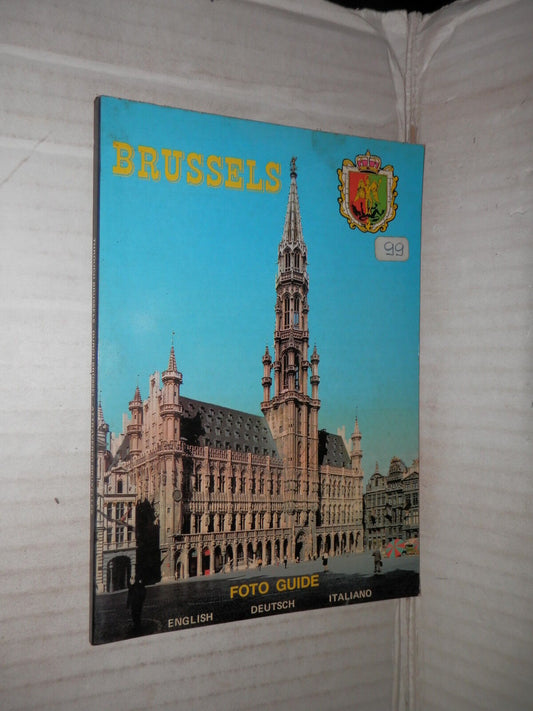 BRUSSELS
99
FOTO GUIDE
ENGLISH DEUTSCH ITALIANO